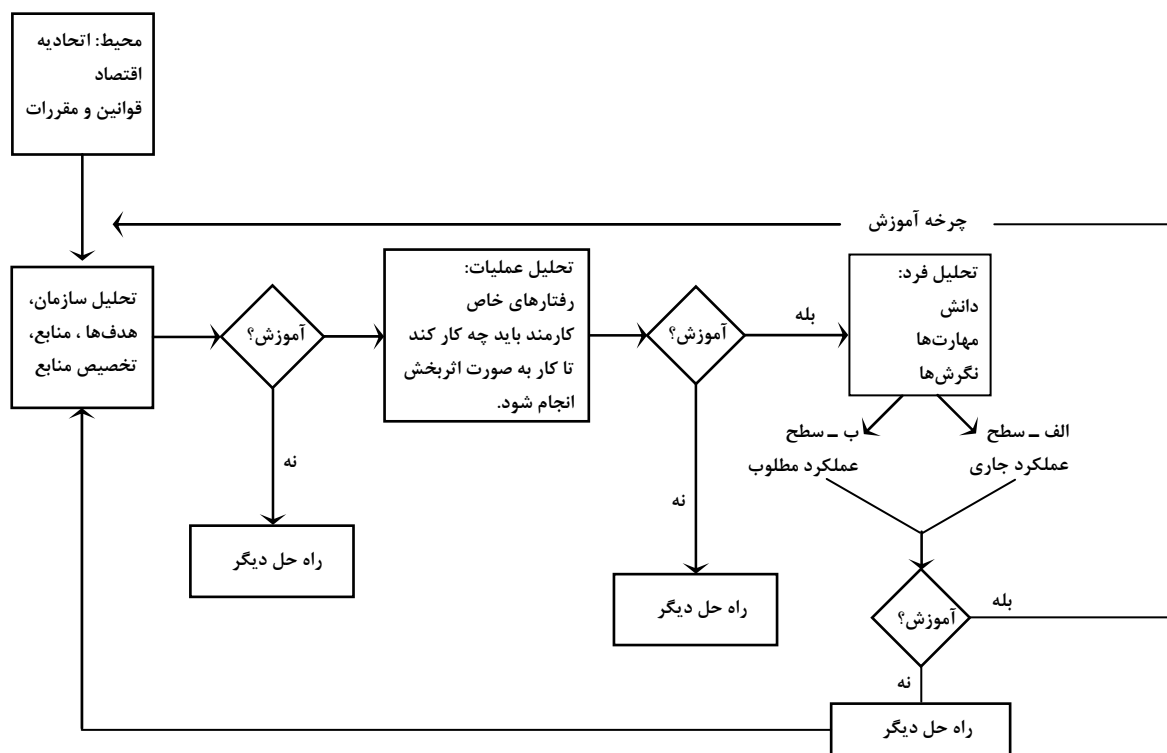 محیط: اتحادیه
اقتصاد
قوانین و مقررات
چرخه آموزش
تحلیل سازمان،
هدف‌ها ، منابع،
تخصیص منابع
آموزش؟
نه
راه حل دیگر
تحلیل عملیات:
رفتارهای خاص
کارمند باید چه کار کند
تا کار به صورت اثربخش
انجام شود.
آموزش؟
بله
نه
راه حل دیگر
تحلیل فرد:
دانش
مهارت‌ها
نگرش‌ها
الف ــ سطح
عملکرد جاری
ب ــ سطح
عملکرد مطلوب
آموزش؟
بله
نه
راه حل دیگر